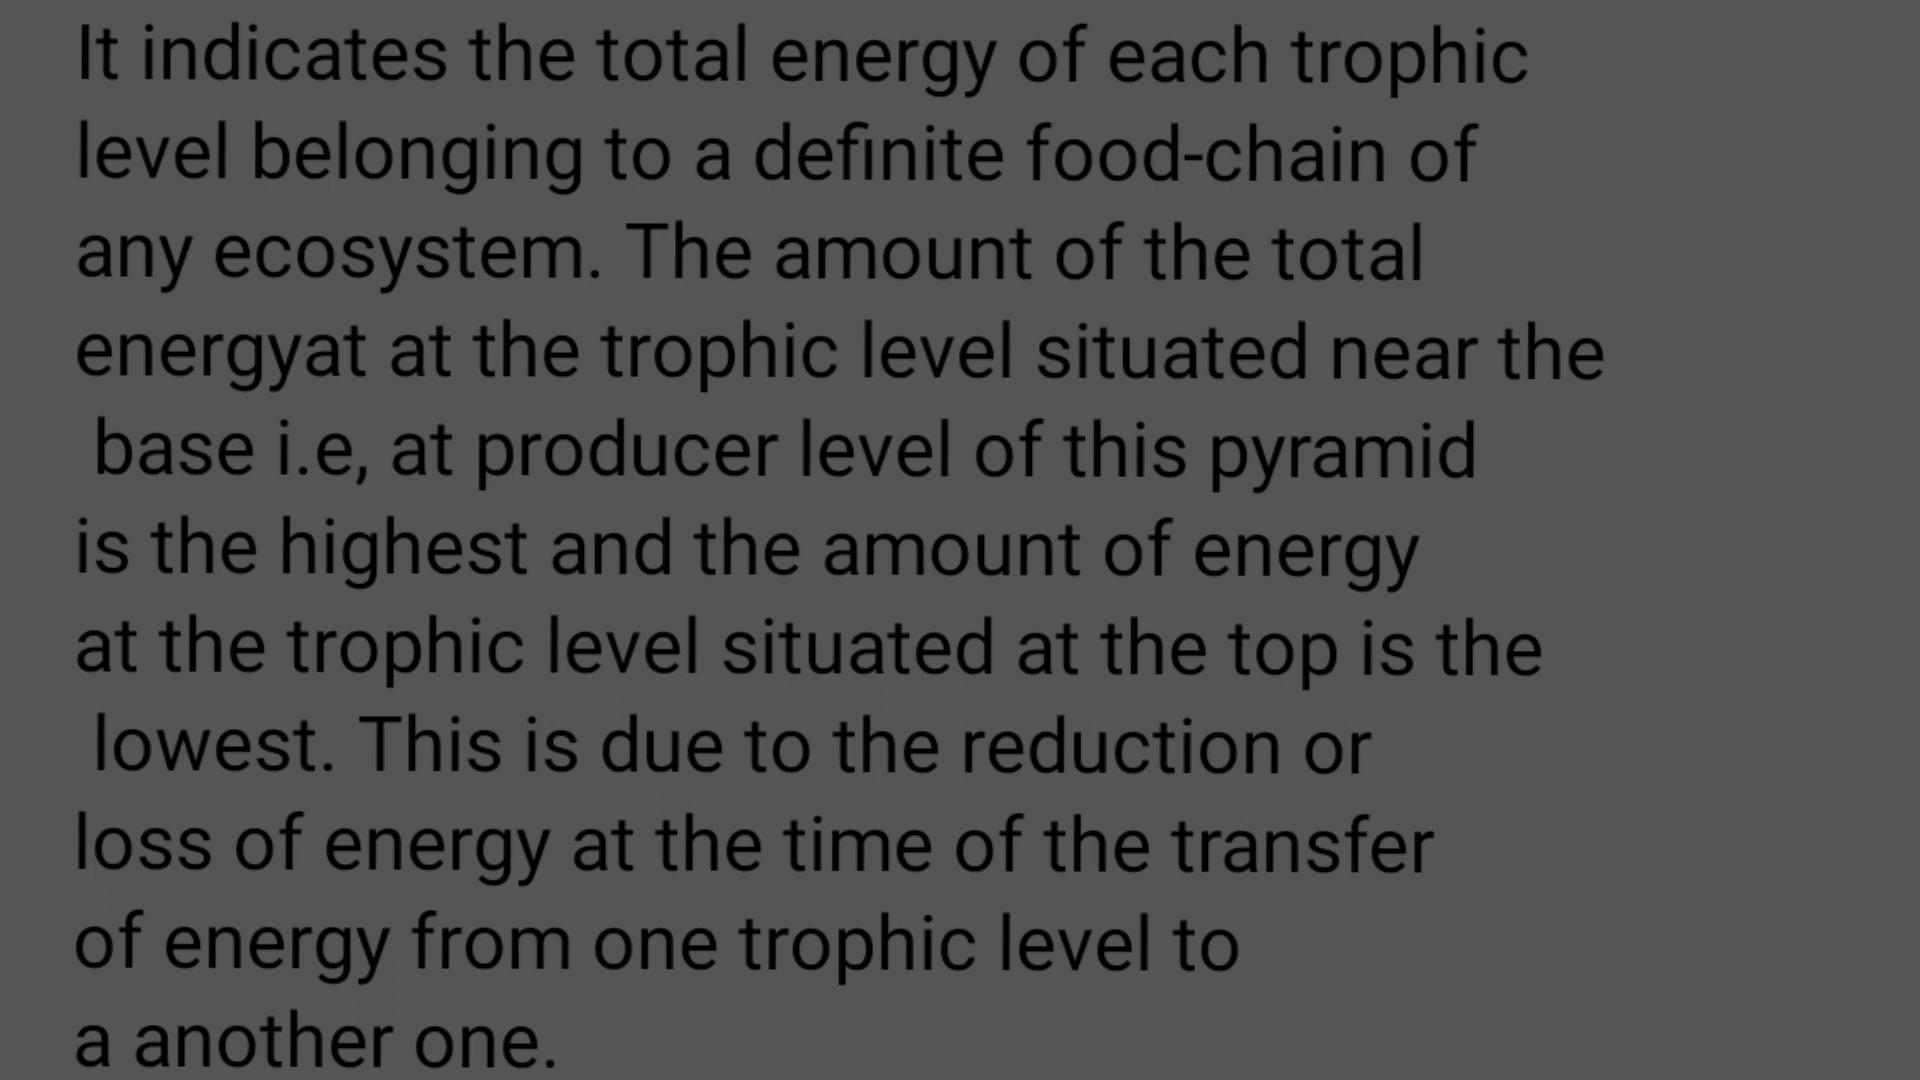 It indicates the total energy of each trophic
level belonging to a definite food-chain of
any ecosystem. The amount of the total
energyat at the trophic level situated near the
base i.e, at producer level of this pyramid
is the highest and the amount of energy
at the trophic level situated at the top is the
lowest. This is due to the reduction or
loss of energy at the time of the transfer
of energy from one trophic level to
a another one.